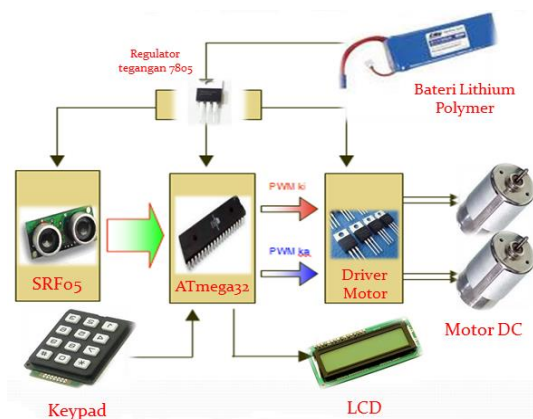 Regulator
tegangan 7805
Bateri Lithium
Polymer
PWM ki
PWM ka
SRF05
ATmega32
Driver
Motor
Motor DC
Keypad
LCD